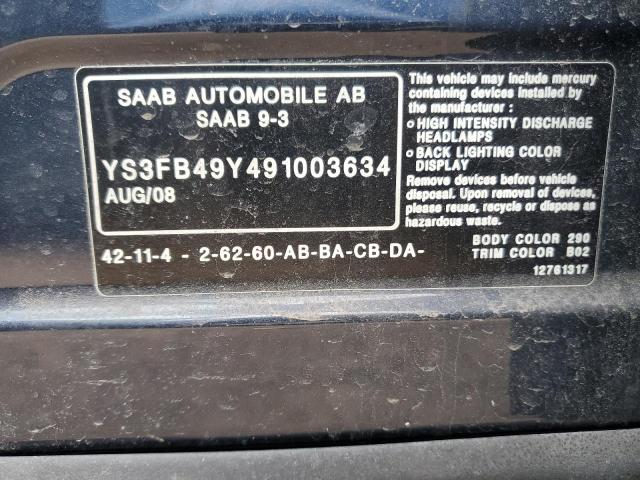 SAAB AUTOMOBILE AB
SAAB 9-3
YS3FB49Y491003634
AUG/08
42-11-4 - 2-62-60-AB-BA-CB-DA-
This vehicle may include mercury
containing devices installed by
the manufacturer :
○ HIGH INTENSITY DISCHARGE
HEADLAMPS
○ BACK LIGHTING COLOR
DISPLAY
Remove devices before vehicle
disposal. Upon removal of devices,
please reuse, recycle or dispose as
hazardous waste.
BODY COLOR 290
TRIM COLOR B02
12761317